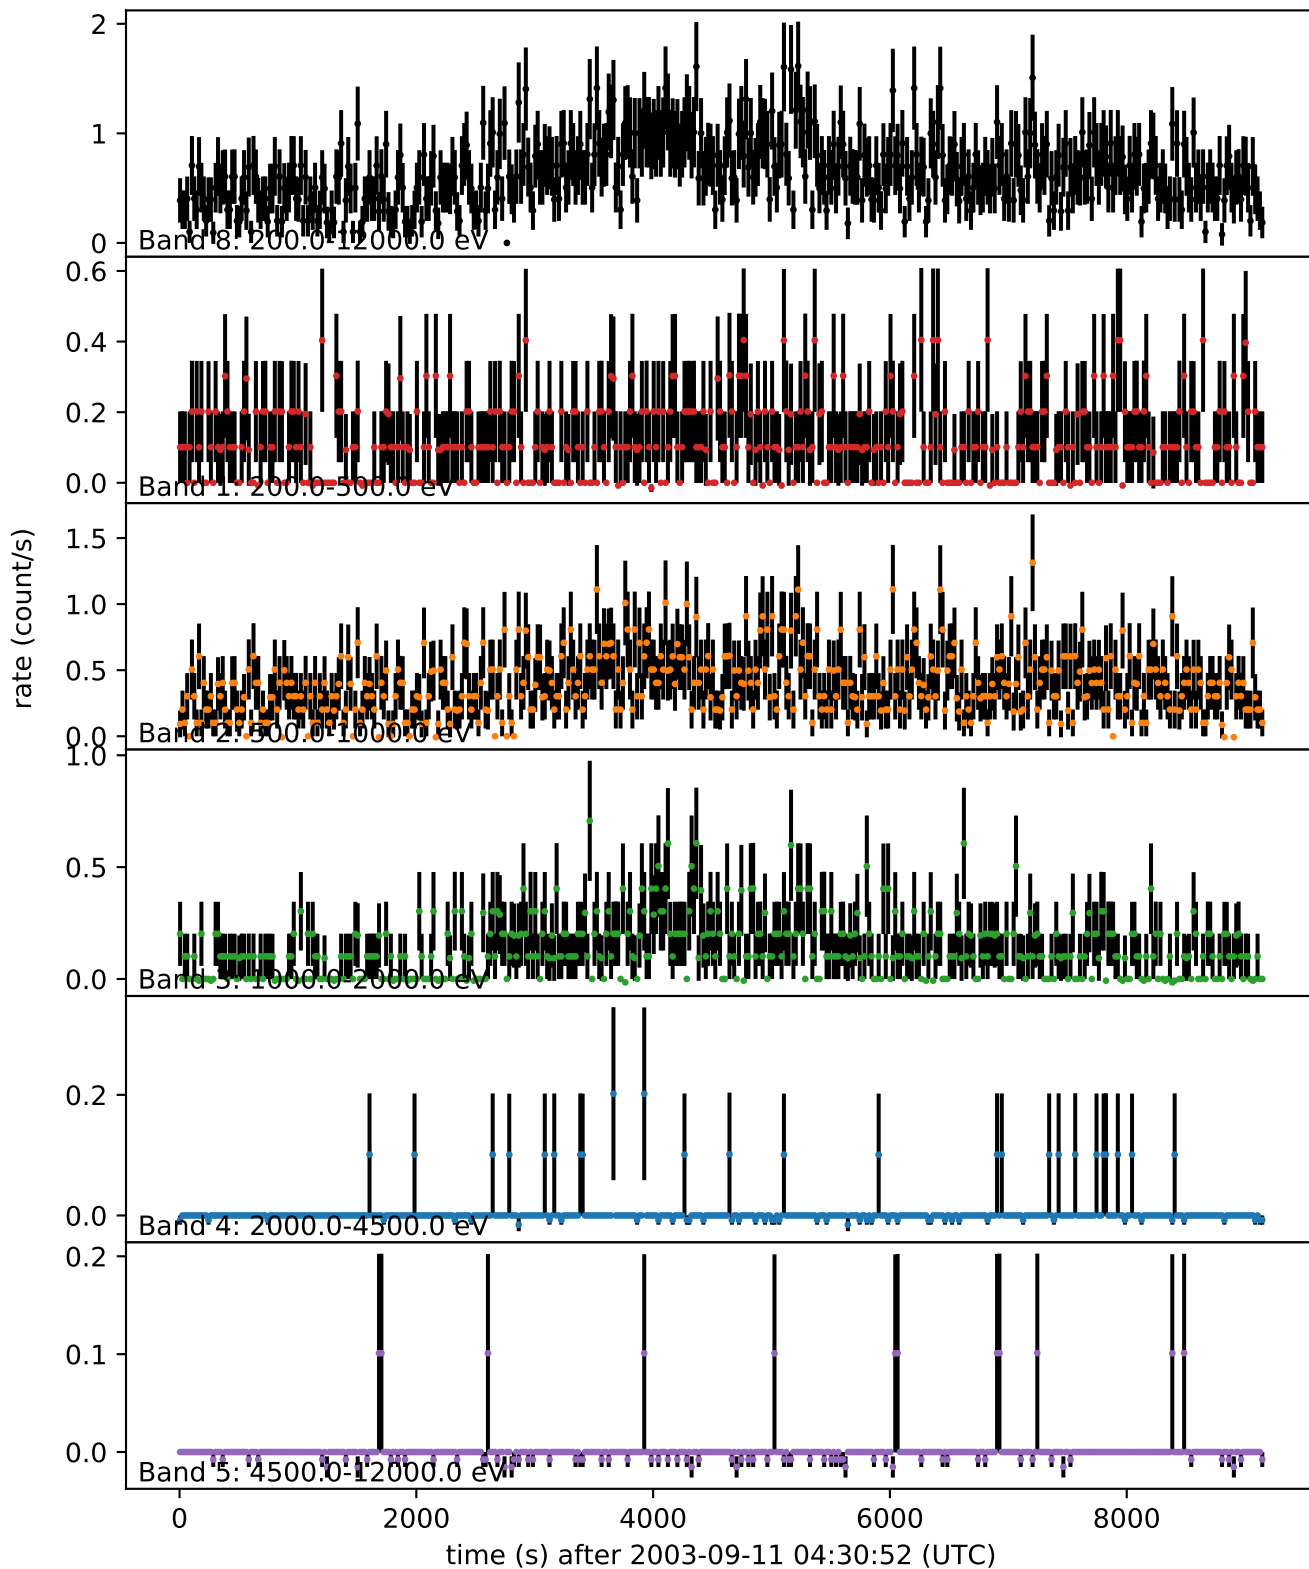 2
1
0
Band 8: 200.0-12000.0 eV
0.6
0.4
0.2
0.0
Band 1: 200.0-500.0 eV
1.5
1.0
0.5
0.0
Band 2: 500.0-1000.0 eV
rate (count/s)
1.0
0.5
0.0
Band 3: 1000.0-2000.0 eV
0.2
0.0
Band 4: 2000.0-4500.0 eV
0.2
0.1
0.0
Band 5: 4500.0-12000.0 eV
0 2000 4000 6000 8000
time (s) after 2003-09-11 04:30:52 (UTC)